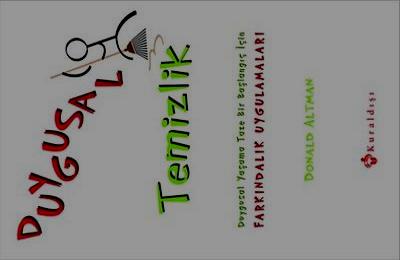 DUYGUSAL
Temizlik
Duygusal Yaşama Taze Bir Başlangıç İçin
FARKINDALIK UYGULAMALARI
DONALD ALTMAN
Kuraldışı